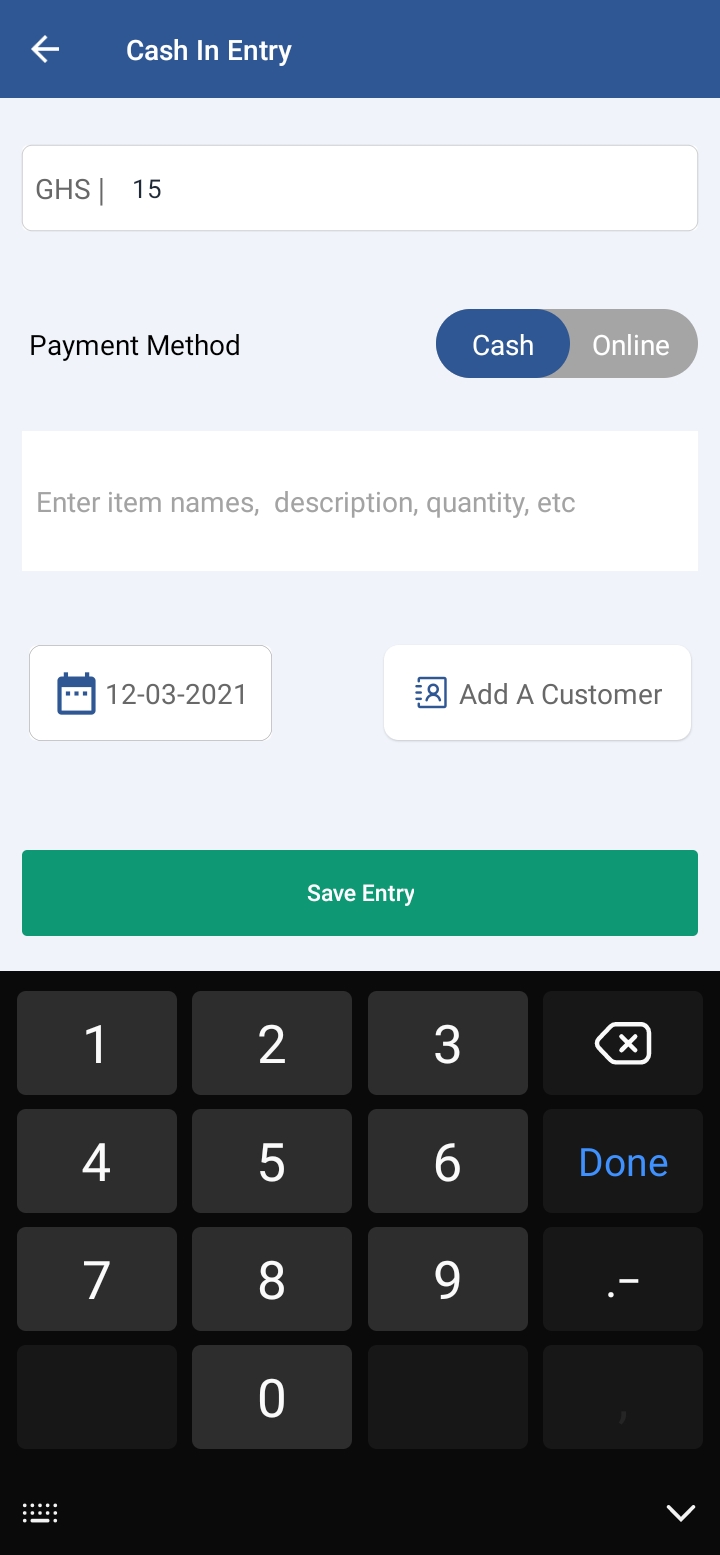 Cash In Entry
GHS | 15
Payment Method Cash Online
Enter item names,  description, quantity, etc
12-03-2021 Add A Customer
Save Entry
1 2 3
4 5 6 Done
7 8 9 .-
0 ,